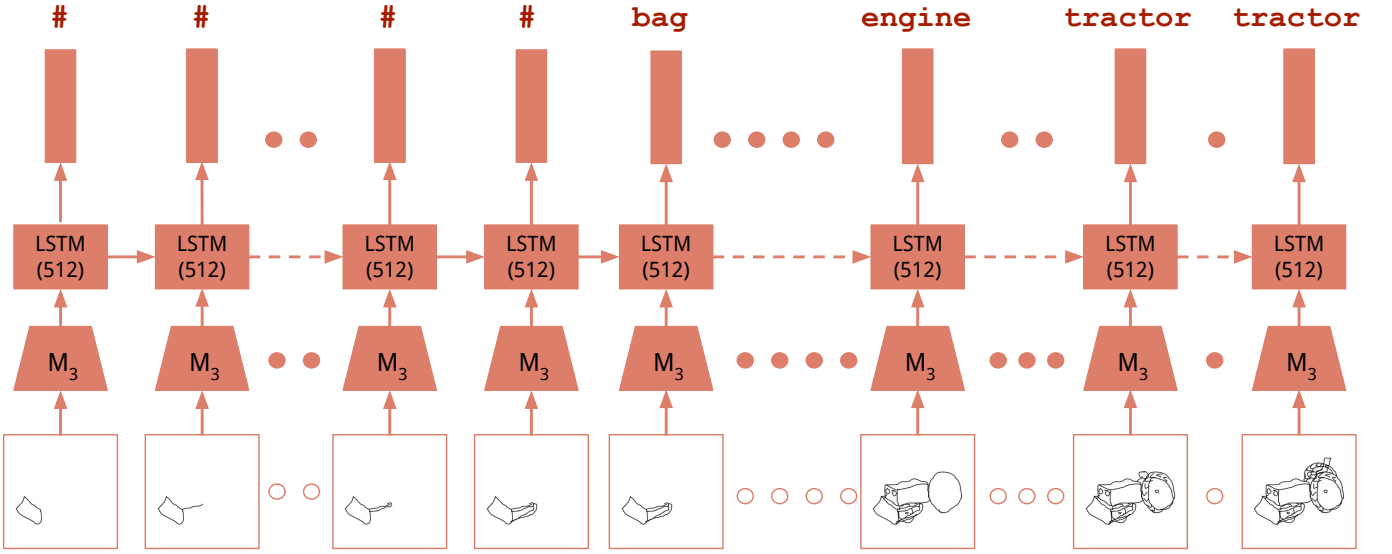 # # # # bag engine tractor tractor
LSTM LSTM LSTM LSTM LSTM LSTM LSTM LSTM
(512) (512) (512) (512) (512) (512) (512) (512)
M3 M3 M3 M3 M3 M3 M3 M3